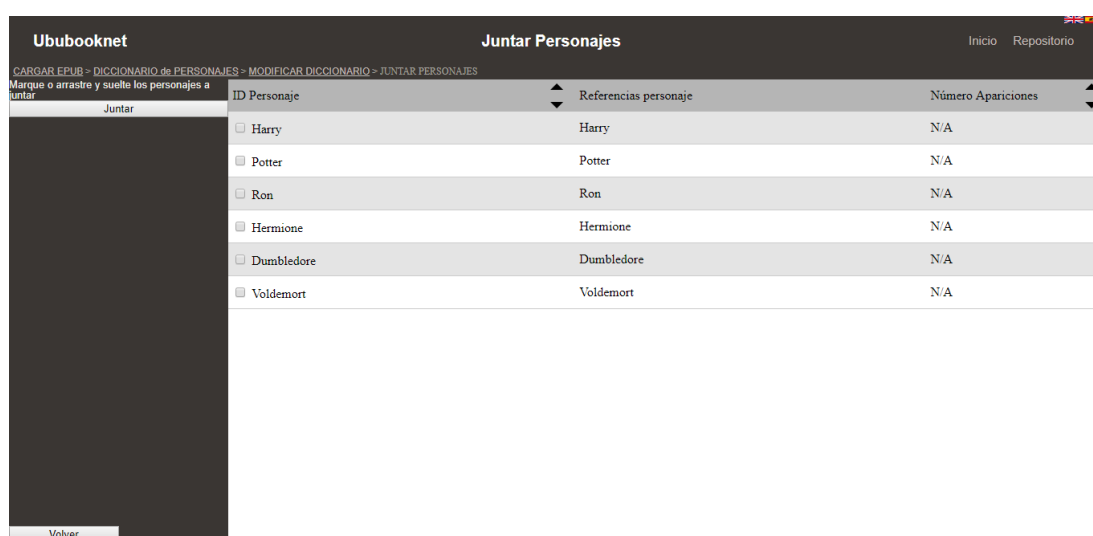 Ububooknet Juntar Personajes Inicio Repositorio
CARGAR EPUB > DICCIONARIO de PERSONAJES > MODIFICAR DICCIONARIO > JUNTAR PERSONAJES
Marque o arrastre y suelte los personajes a
juntar
Juntar
ID Personaje Referencias personaje Número Apariciones
Harry Harry N/A
Potter Potter N/A
Ron Ron N/A
Hermione Hermione N/A
Dumbledore Dumbledore N/A
Voldemort Voldemort N/A
Volver